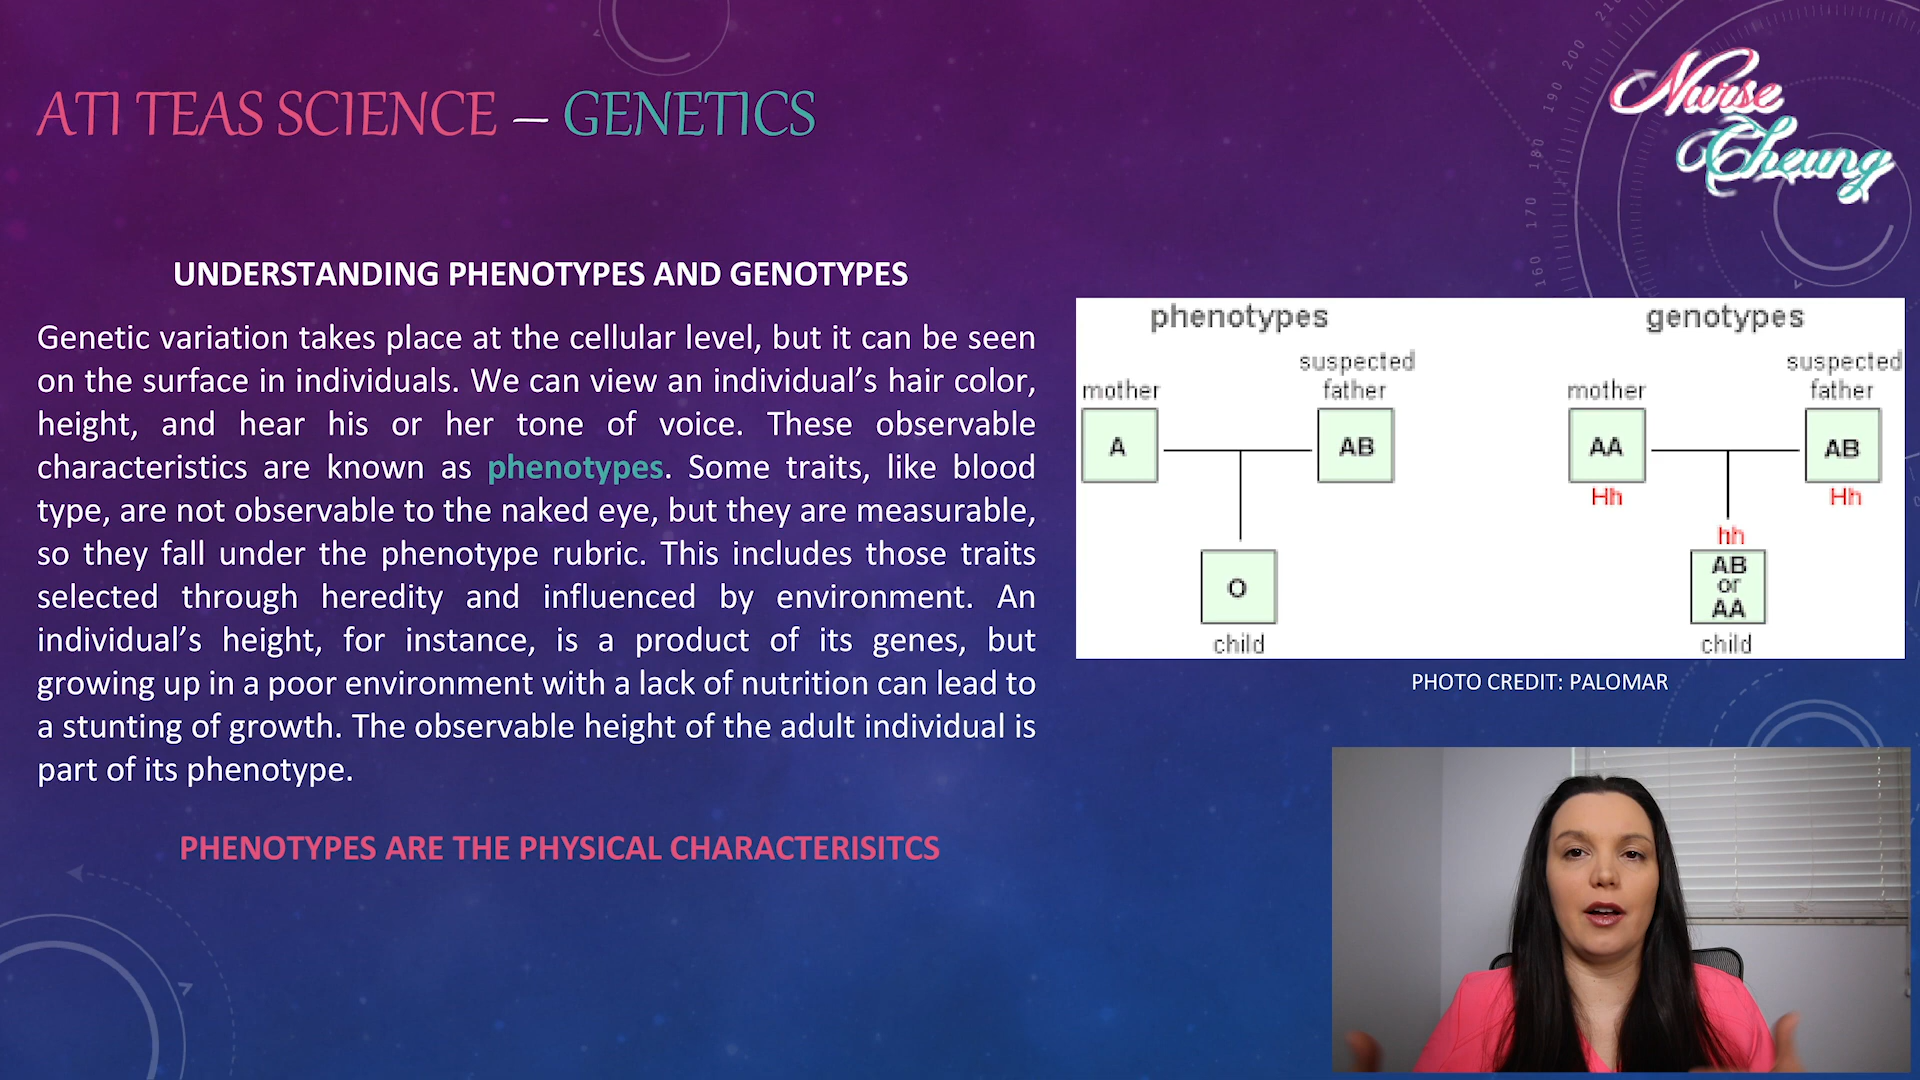 ATI TEAS SCIENCE – GENETICS
Nurse
Cheung
UNDERSTANDING PHENOTYPES AND GENOTYPES
Genetic variation takes place at the cellular level, but it can be seen
on the surface in individuals. We can view an individual’s hair color,
height, and hear his or her tone of voice. These observable
characteristics are known as phenotypes. Some traits, like blood
type, are not observable to the naked eye, but they are measurable,
so they fall under the phenotype rubric. This includes those traits
selected through heredity and influenced by environment. An
individual’s height, for instance, is a product of its genes, but
growing up in a poor environment with a lack of nutrition can lead to
a stunting of growth. The observable height of the adult individual is
part of its phenotype.
PHENOTYPES ARE THE PHYSICAL CHARACTERISITCS
phenotypes
mother
suspected
father
A
AB
O
child
genotypes
mother
suspected
father
AA
AB
Hh
Hh
hh
AB
or
AA
child
PHOTO CREDIT: PALOMAR
210
200
190
180
170
160